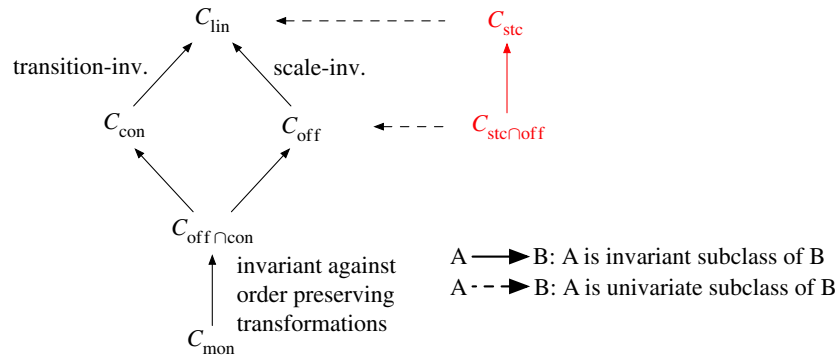 C_lin
C_stc
transition-inv.
scale-inv.
C_con
C_off
C_stc∩off
C_off∩con
A B: A is invariant subclass of B
A B: A is univariate subclass of B
invariant against
order preserving
transformations
C_mon